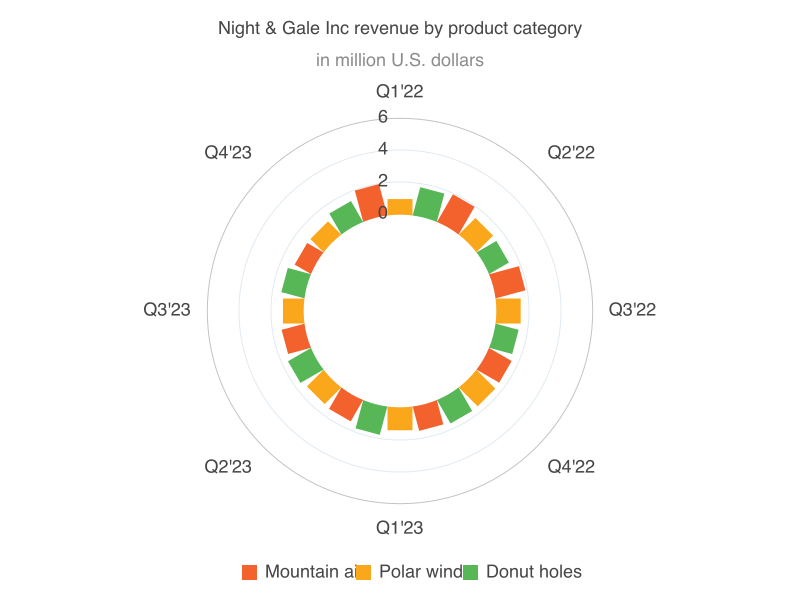 Night & Gale Inc revenue by product category
in million U.S. dollars
Q1'22
6
Q4'23
Q2'22
4
2
0
Q3'23
Q3'22
Q2'23
Q4'22
Q1'23
Mountain ai
Polar wind
Donut holes